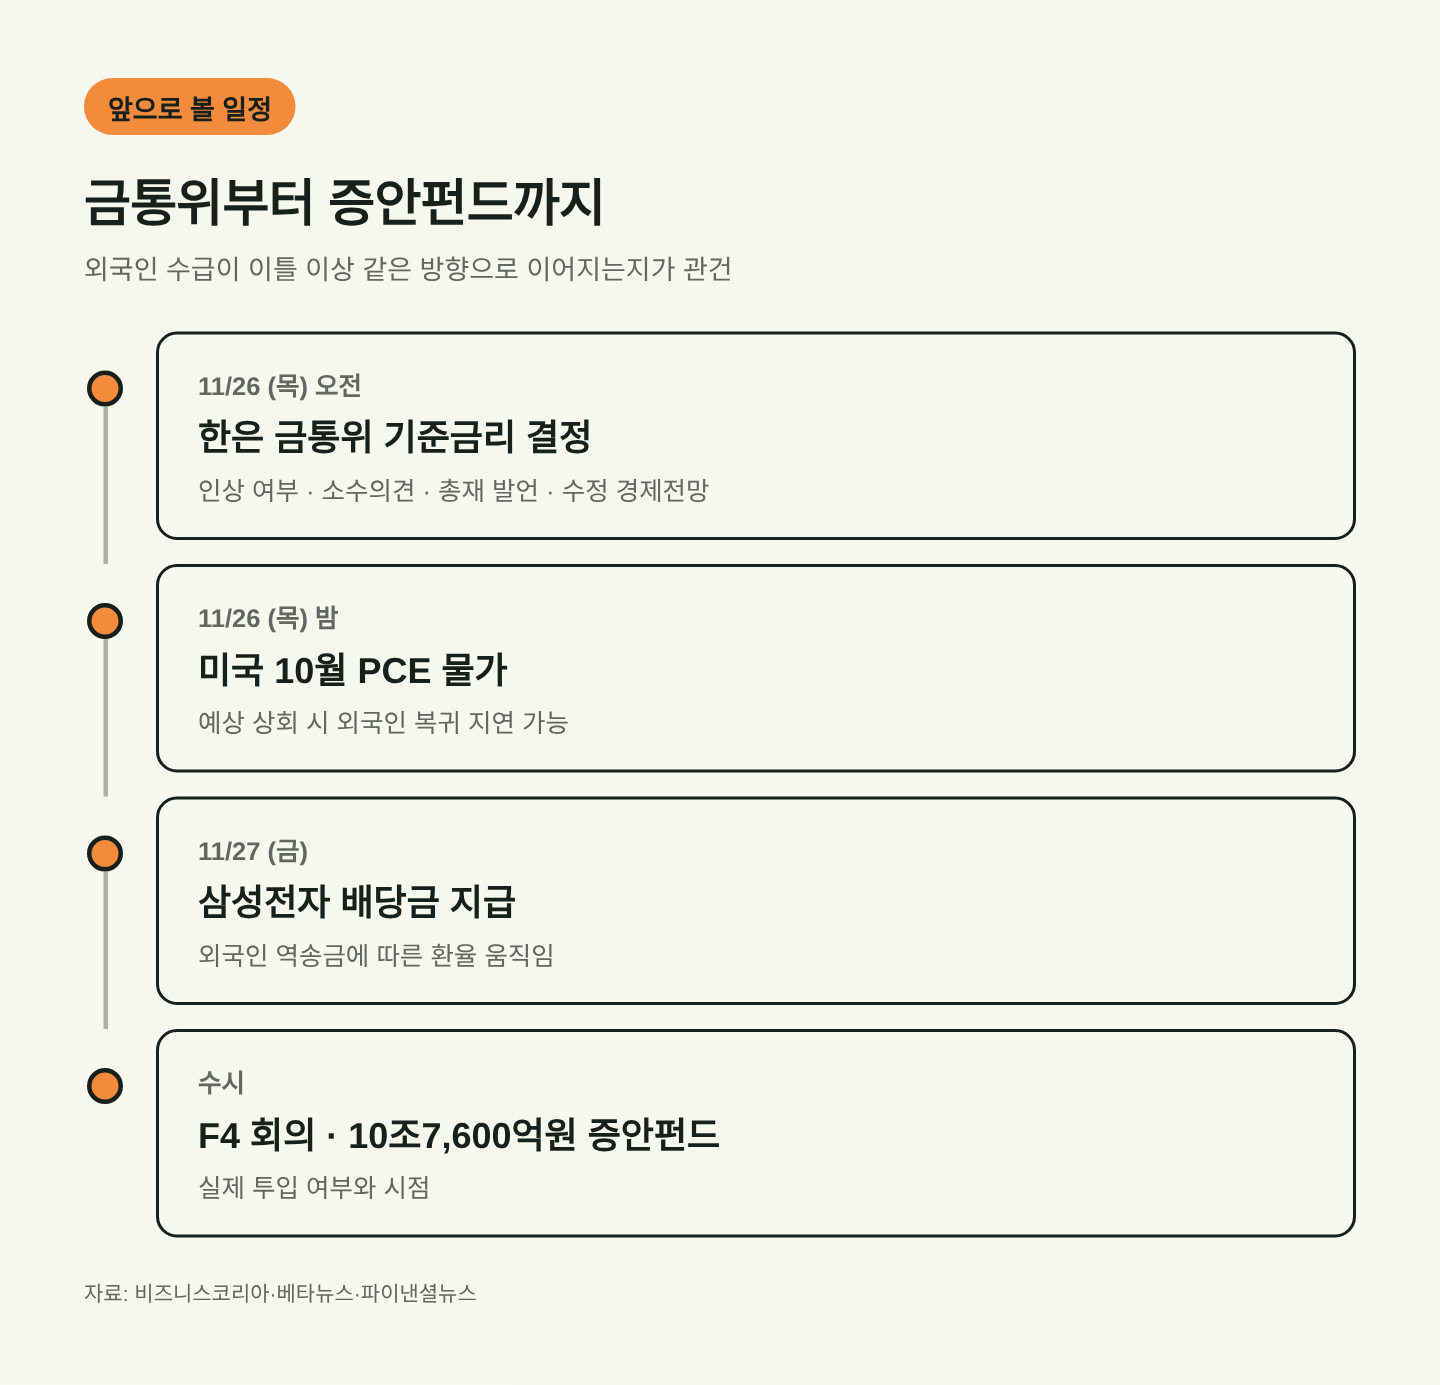 앞으로 볼 일정
금통위부터 증안펀드까지
외국인 수급이 이틀 이상 같은 방향으로 이어지는지가 관건
11/26 (목) 오전
한은 금통위 기준금리 결정
인상 여부 · 소수의견 · 총재 발언 · 수정 경제전망
11/26 (목) 밤
미국 10월 PCE 물가
예상 상회 시 외국인 복귀 지연 가능
11/27 (금)
삼성전자 배당금 지급
외국인 역송금에 따른 환율 움직임
수시
F4 회의 · 10조7,600억원 증안펀드
실제 투입 여부와 시점
자료: 비즈니스코리아·베타뉴스·파이낸셜뉴스